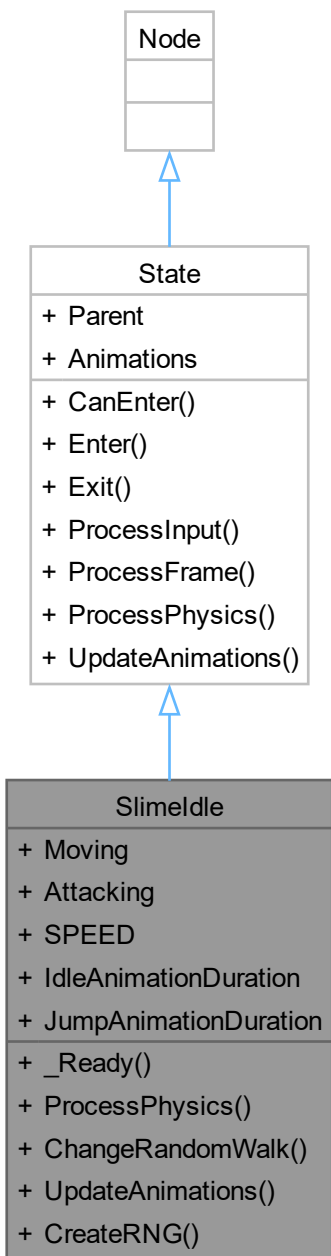 Node
State
+ Parent
+ Animations
+ CanEnter()
+ Enter()
+ Exit()
+ ProcessInput()
+ ProcessFrame()
+ ProcessPhysics()
+ UpdateAnimations()
SlimeIdle
+ Moving
+ Attacking
+ SPEED
+ IdleAnimationDuration
+ JumpAnimationDuration
+ _Ready()
+ ProcessPhysics()
+ ChangeRandomWalk()
+ UpdateAnimations()
+ CreateRNG()